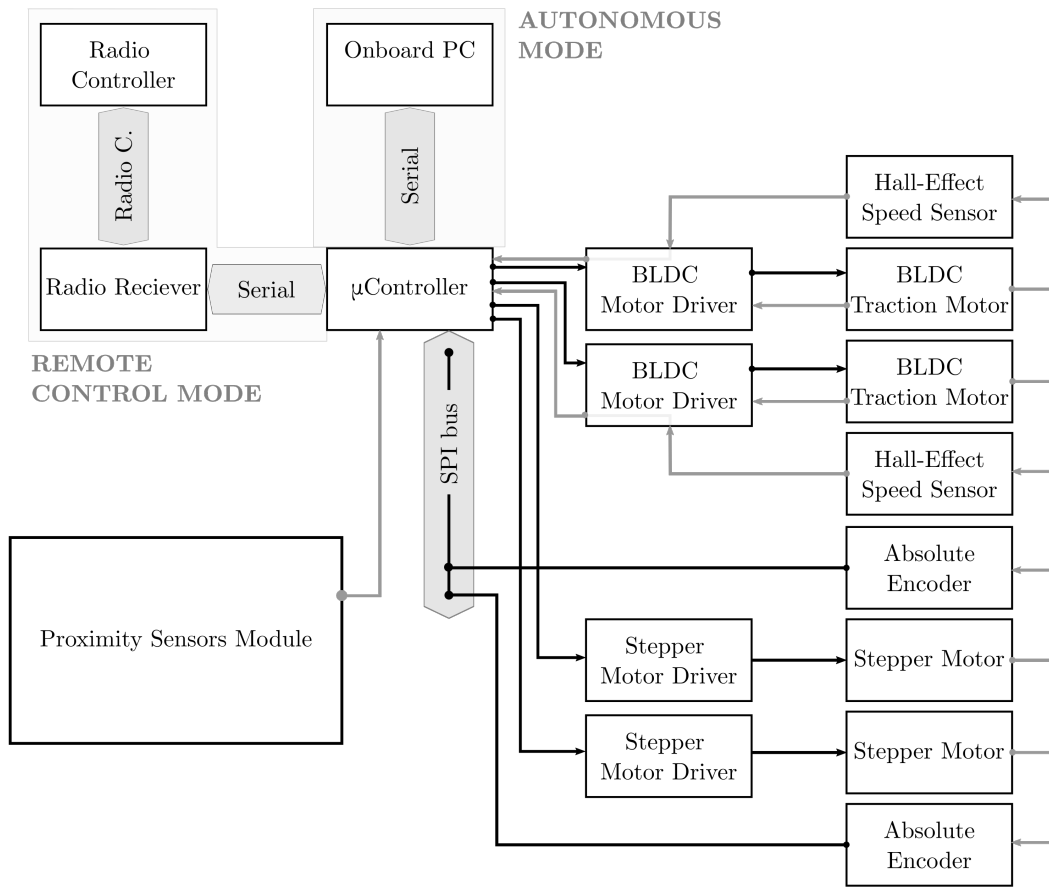 AUTONOMOUS
MODE
Radio
Controller
Onboard PC
Radio C.
Serial
Hall-Effect
Speed Sensor
Radio Reciever
Serial
µController
BLDC
Motor Driver
BLDC
Traction Motor
REMOTE
CONTROL MODE
BLDC
Motor Driver
BLDC
Traction Motor
SPI bus
Hall-Effect
Speed Sensor
Absolute
Encoder
Proximity Sensors Module
Stepper
Motor Driver
Stepper Motor
Stepper
Motor Driver
Stepper Motor
Absolute
Encoder